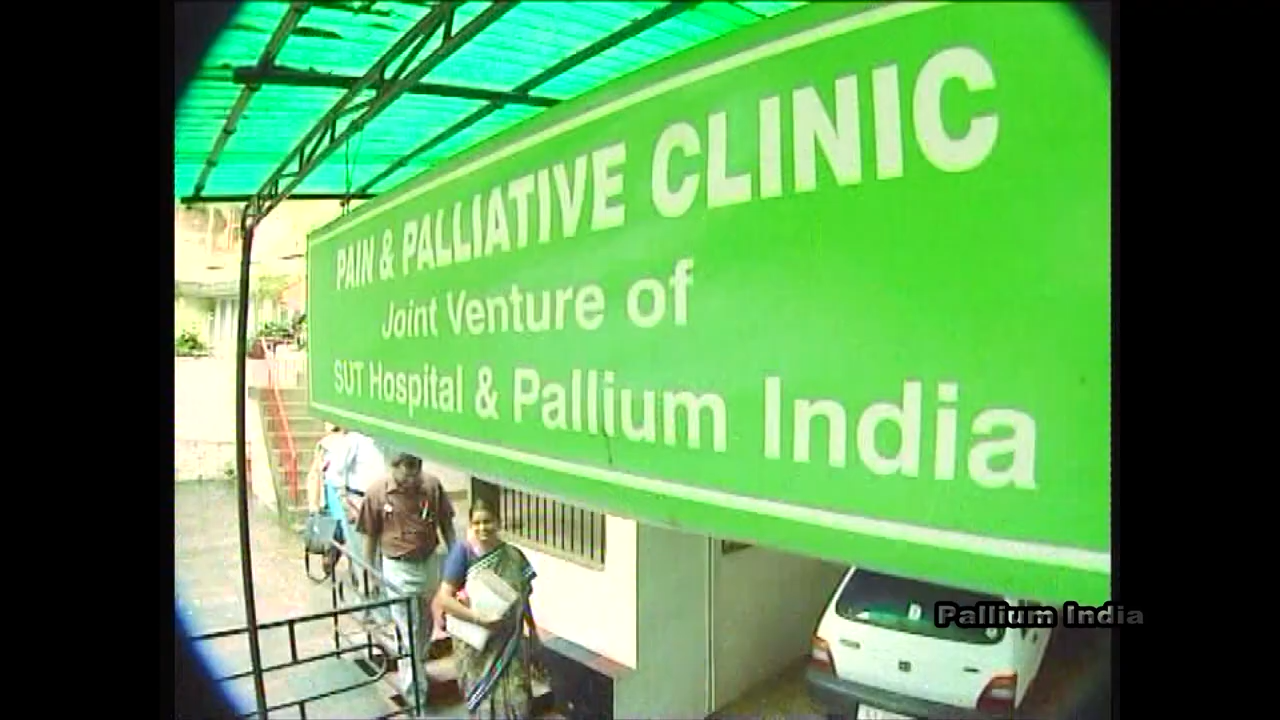 PAIN & PALLIATIVE CLINIC
Joint Venture of
SUT Hospital & Pallium India
Pallium India